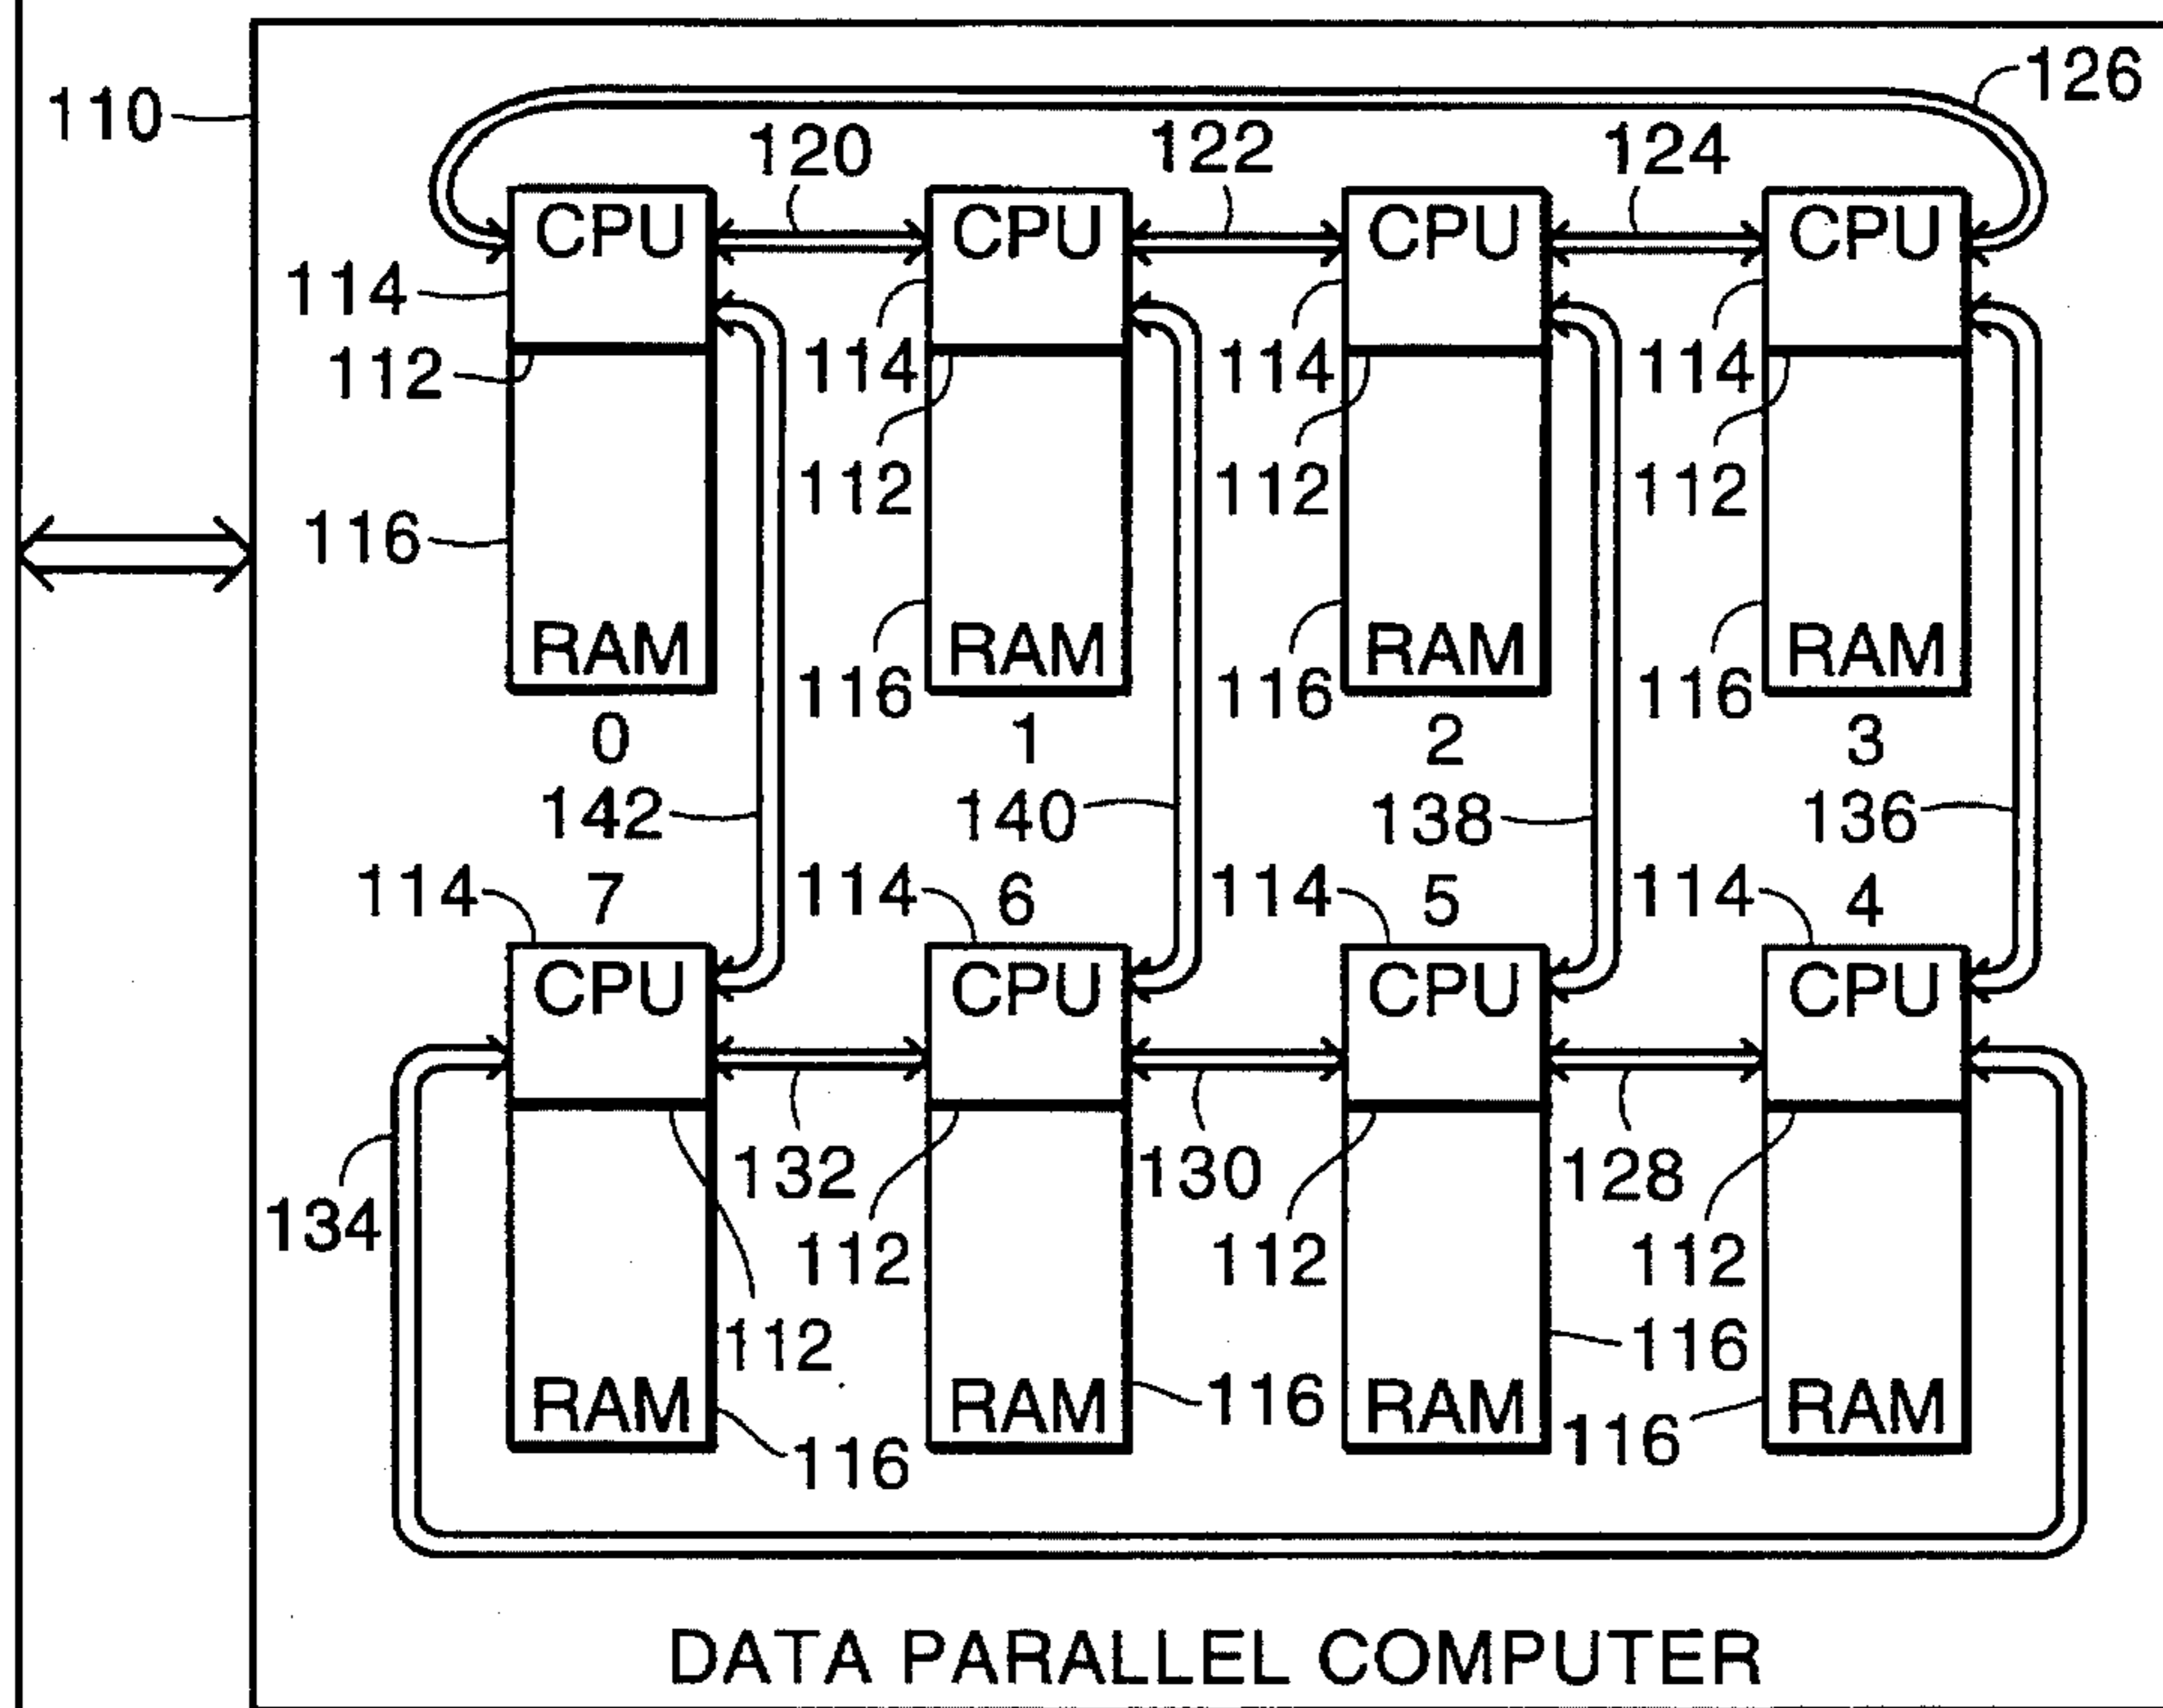 126
110
120 122 124
CPU CPU CPU CPU
114
112 114 114 114
112 112 112
116
RAM RAM RAM RAM
116 116 116
0 1 2 3
142 140 138 136
114 7 114 6 114 5 114 4
CPU CPU CPU CPU
132 130 128
134
112 112 112
112 116
RAM RAM RAM RAM
116 116 116
DATA PARALLEL COMPUTER